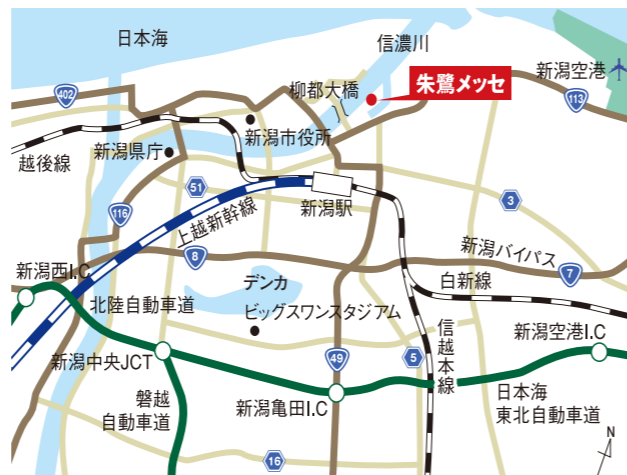 日本海
信濃川
新潟空港
402
柳都大橋
朱鷺メッセ
113
越後線
新潟市役所
新潟県庁
51
新潟駅
3
116
上越新幹線
8
新潟バイパス
7
新潟西I.C
北陸自動車道
デンカ
ビッグスワンスタジアム
白新線
新潟中央JCT
49
5
信越本線
新潟空港I.C
磐越
自動車道
新潟亀田I.C
日本海
東北自動車道
16
N